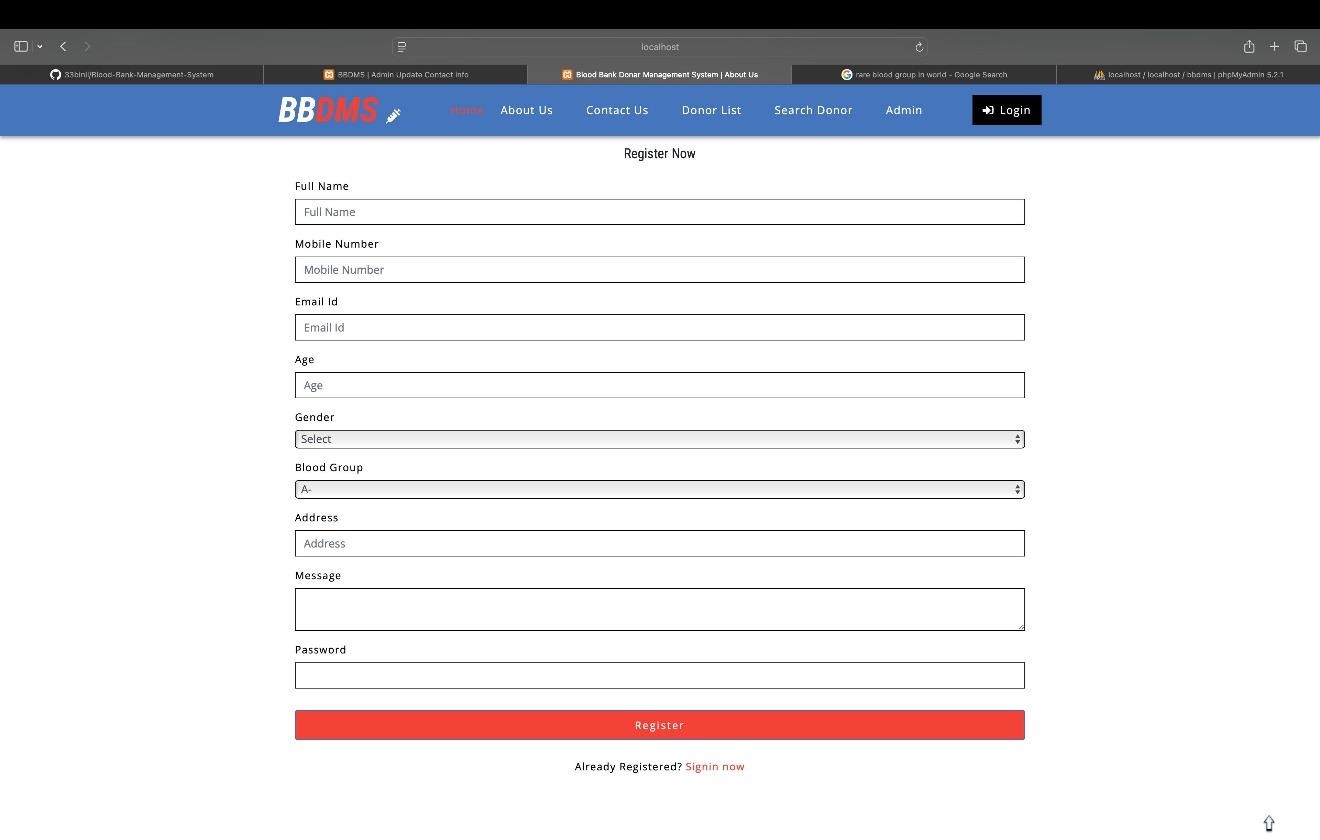 localhost
33bini/Blood-Bank-Management-System
BBDMS | Admin Update Contact info
Blood Bank Donar Management System | About Us
rare blood group in world - Google Search
localhost / localhost / bbdms | phpMyAdmin 5.2.1
BBDMS
Home
About Us
Contact Us
Donor List
Search Donor
Admin
Login
Register Now
Full Name
Full Name
Mobile Number
Mobile Number
Email Id
Email Id
Age
Age
Gender
Select
Blood Group
A-
Address
Address
Message
Password
Register
Already Registered? Signin now